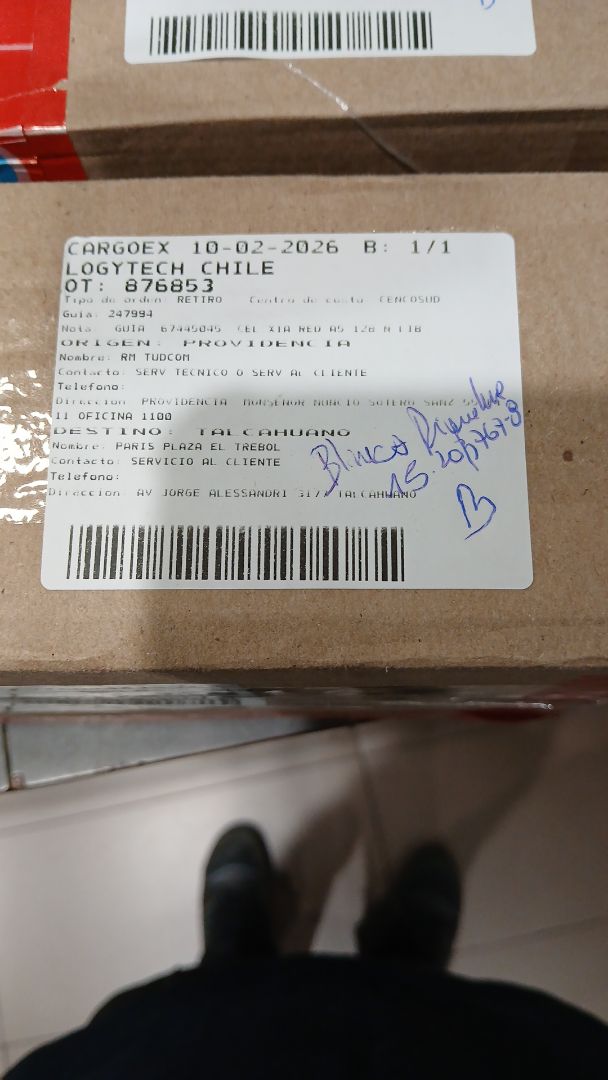 CARGOEX 10-02-2026 B: 1/1
LOGYTECH CHILE
OT: 876853
Tipo de orden: RETIRO Centro de costo: CENCOSUD
Guia: 247994
Nota: GUIA 67445045 CEL XIA RED A5 128 N LIB
ORIGEN: PROVIDENCIA
Nombre: RM TUDCOM
Contacto: SERV TECNICO O SERV AL CLIENTE
Telefono:
Direccion: PROVIDENCIA MONSEÑOR NUNCIO SOTERO SANZ
11 OFICINA 1100
DESTINO: TALCAHUANO
Nombre: PARIS PLAZA EL TREBOL
Contacto: SERVICIO AL CLIENTE
Telefono:
Direccion: AV JORGE ALESSANDRI 3177 TALCAHUANO
Riquelme
15.
B